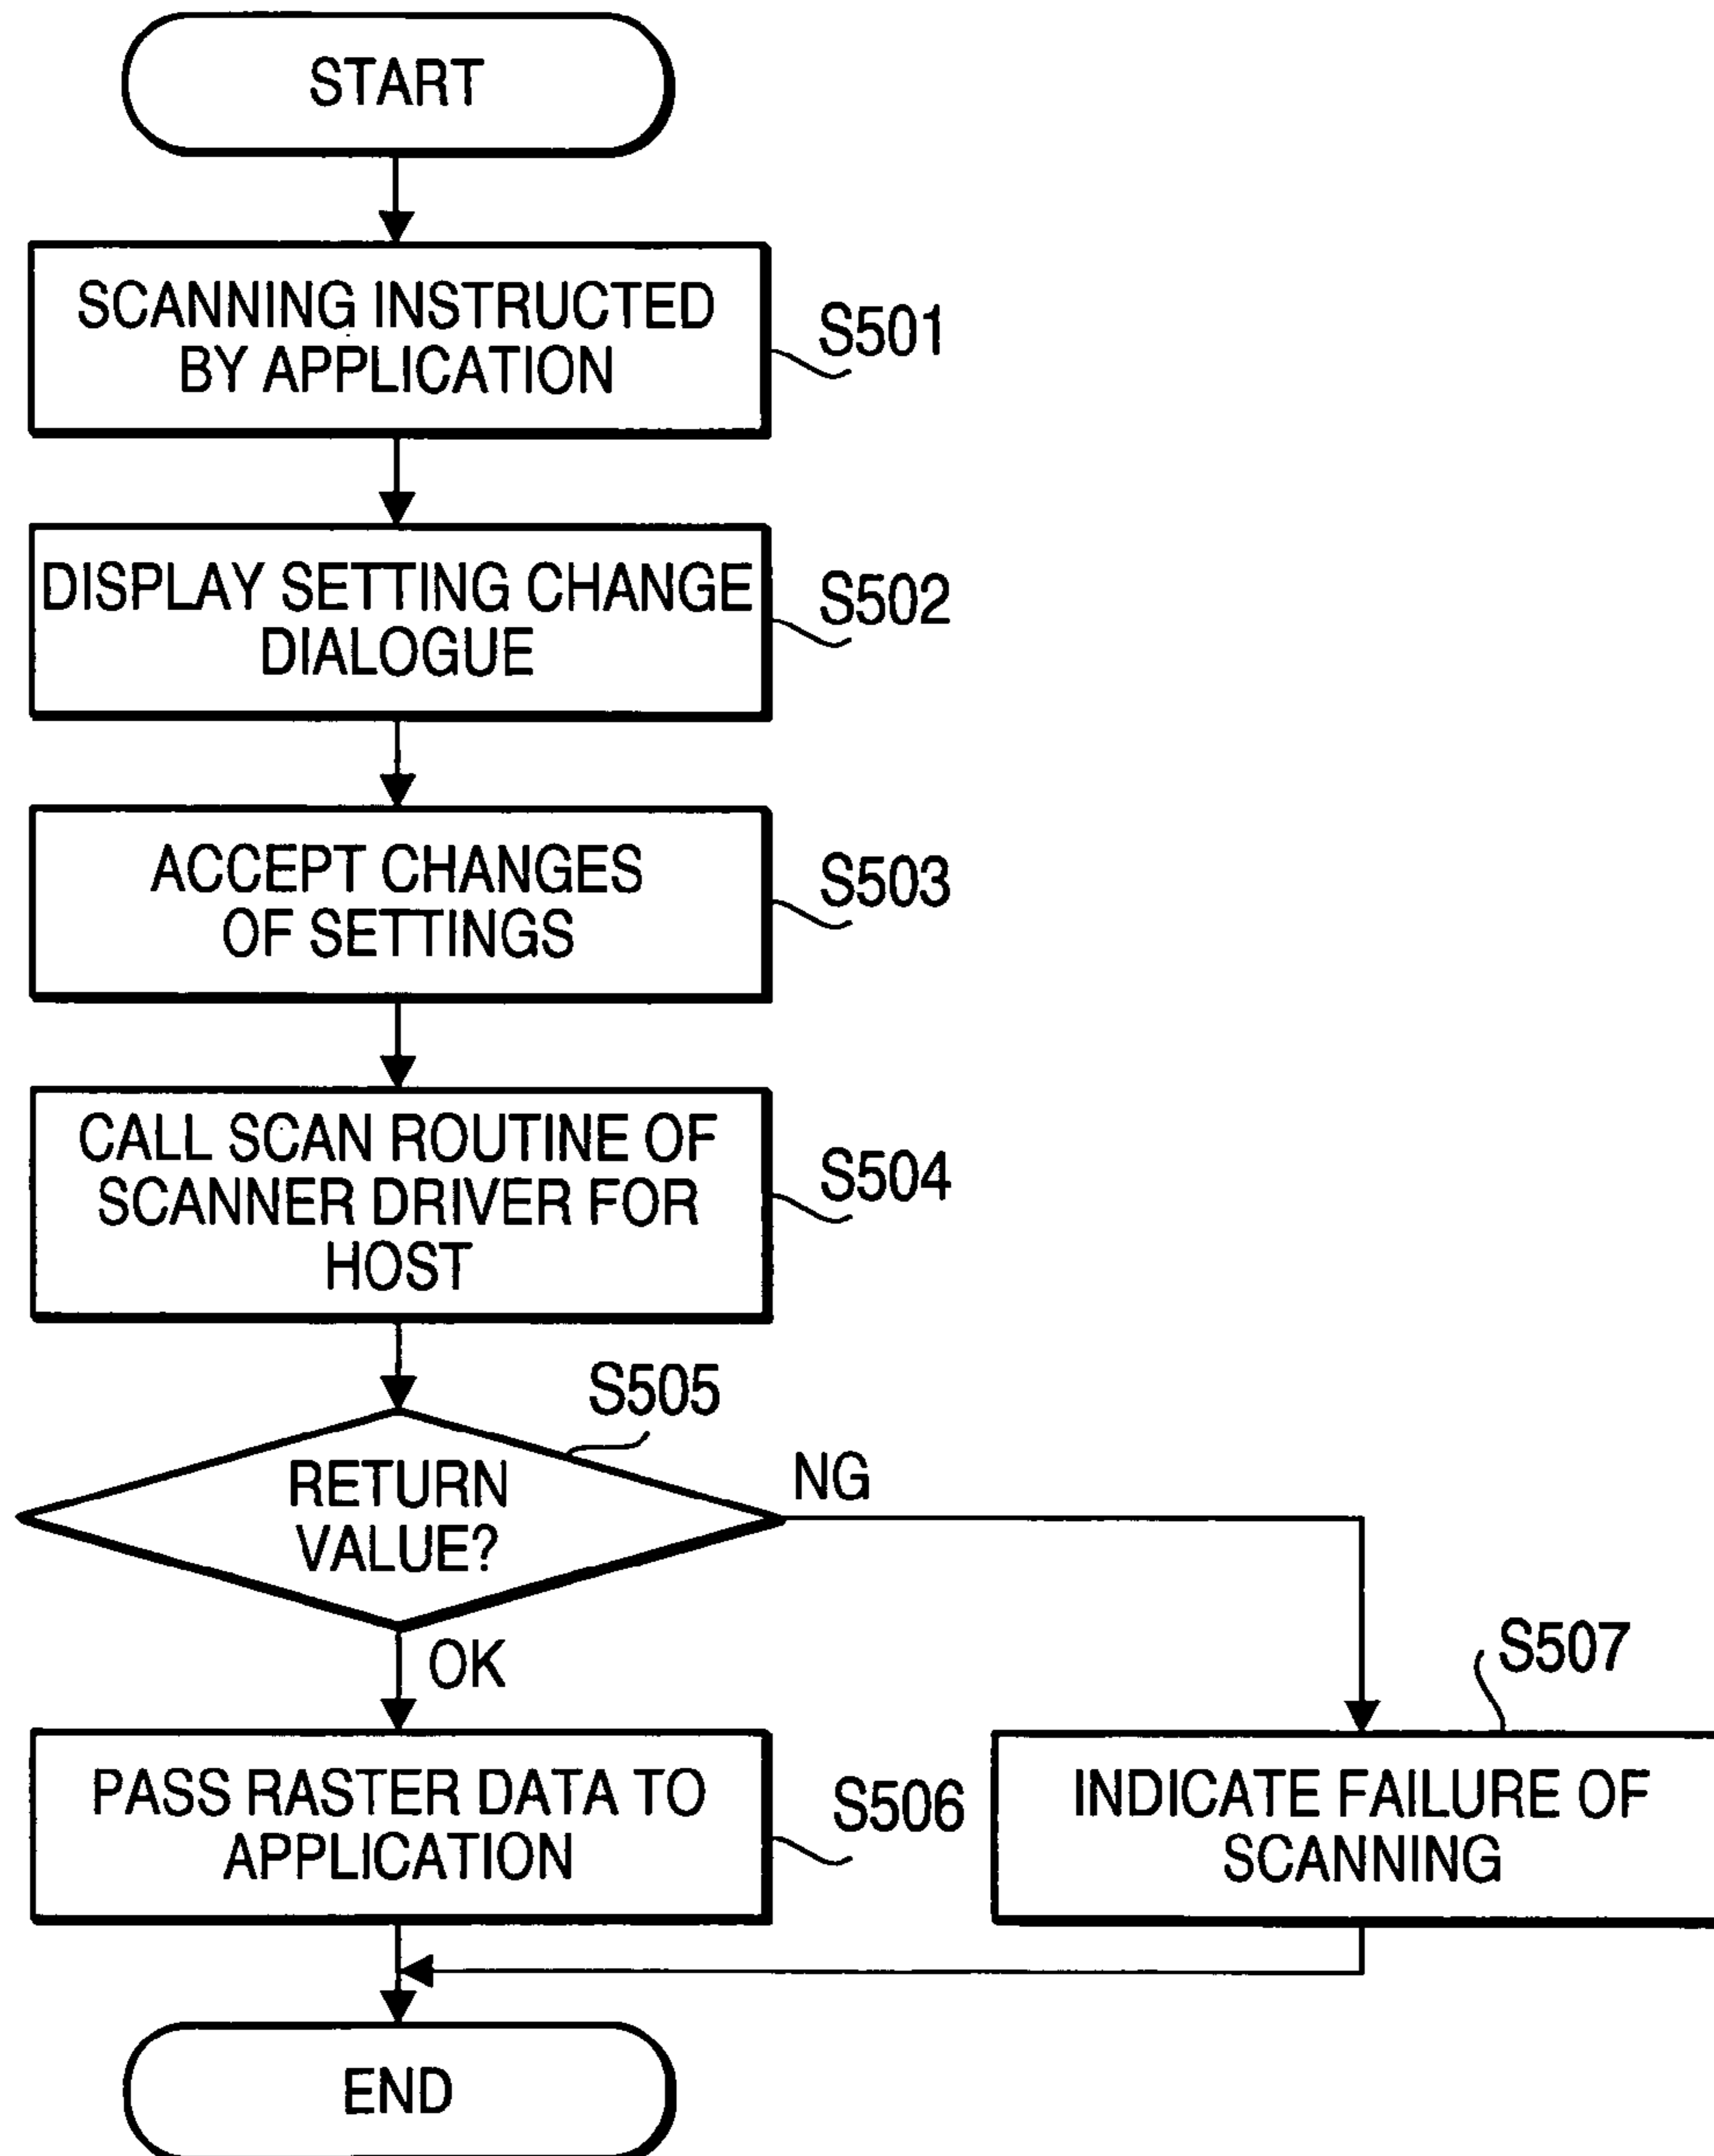 START
SCANNING INSTRUCTED
BY APPLICATION
S501
DISPLAY SETTING CHANGE
DIALOGUE
S502
ACCEPT CHANGES
OF SETTINGS
S503
CALL SCAN ROUTINE OF
SCANNER DRIVER FOR
HOST
S504
S505
RETURN
VALUE?
NG
OK
S507
PASS RASTER DATA TO
APPLICATION
S506
INDICATE FAILURE OF
SCANNING
END